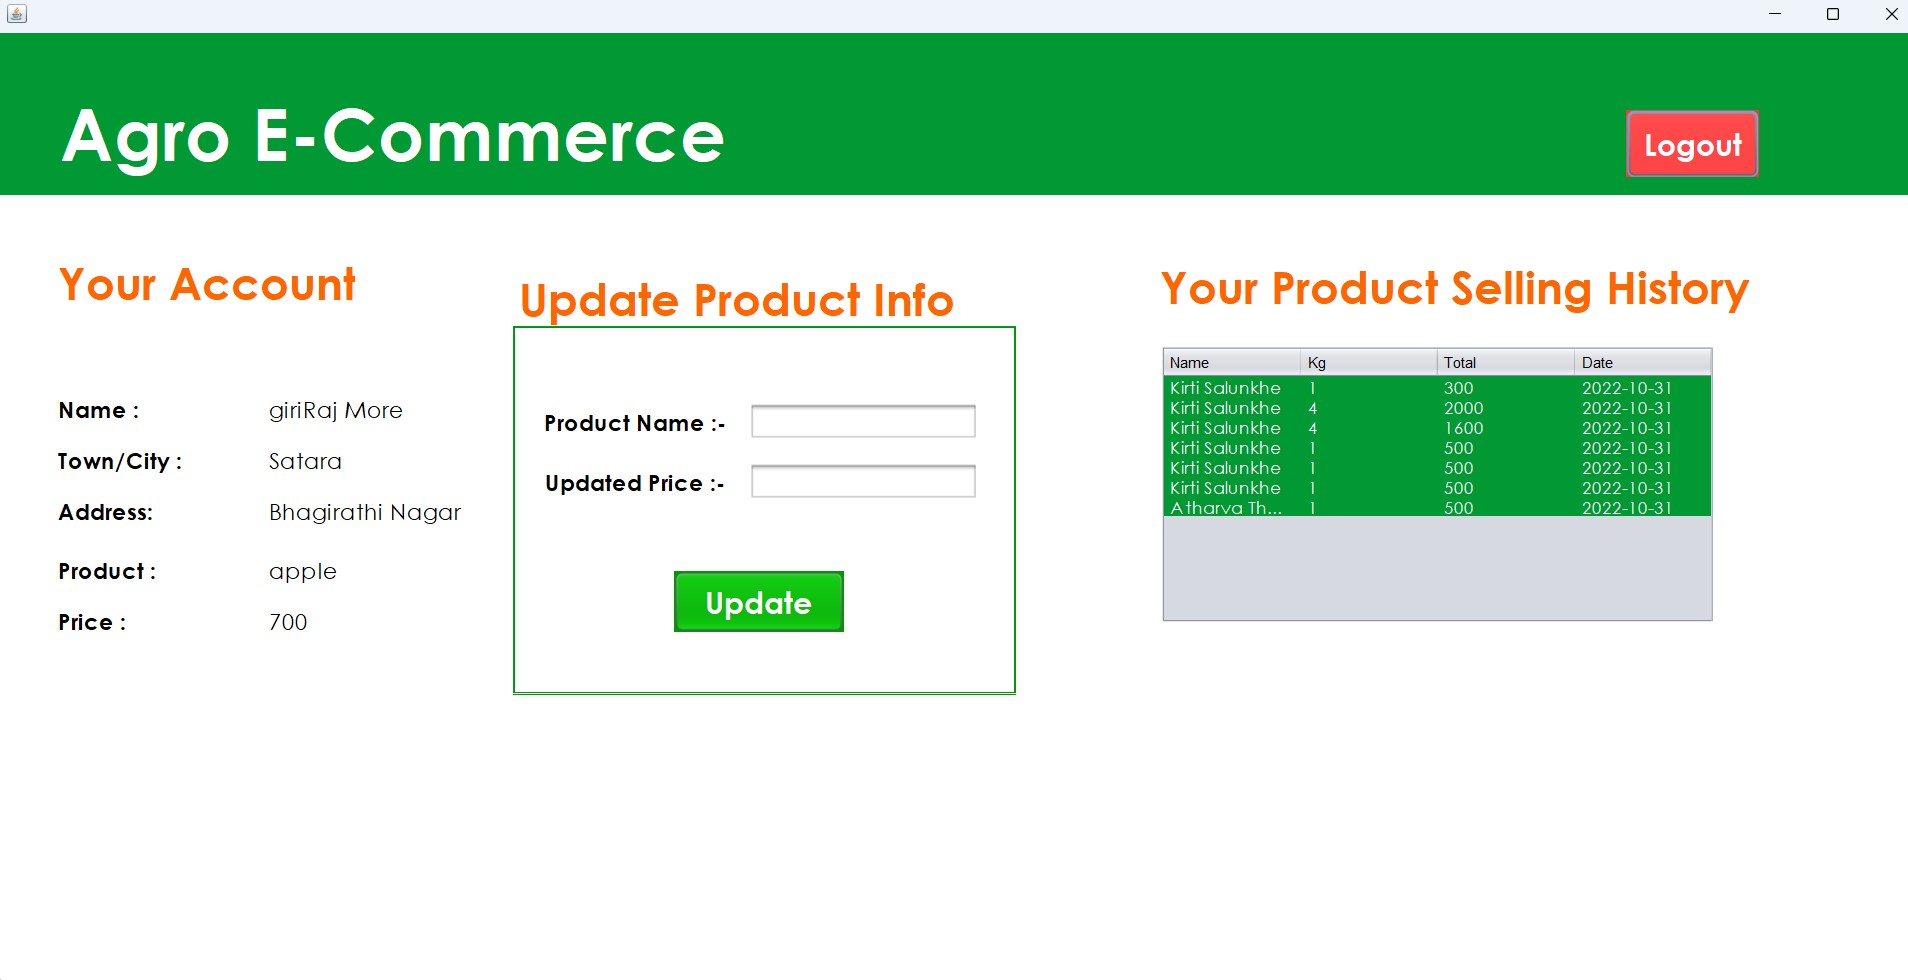 Agro E-Commerce
Logout
Your Account
Name : giriRaj More
Town/City : Satara
Address: Bhagirathi Nagar
Product : apple
Price : 700
Update Product Info
Product Name :-
Updated Price :-
Update
Your Product Selling History
Name Kg Total Date
Kirti Salunkhe 1 300 2022-10-31
Kirti Salunkhe 4 2000 2022-10-31
Kirti Salunkhe 4 1600 2022-10-31
Kirti Salunkhe 1 500 2022-10-31
Kirti Salunkhe 1 500 2022-10-31
Kirti Salunkhe 1 500 2022-10-31
Atharva Th... 1 500 2022-10-31